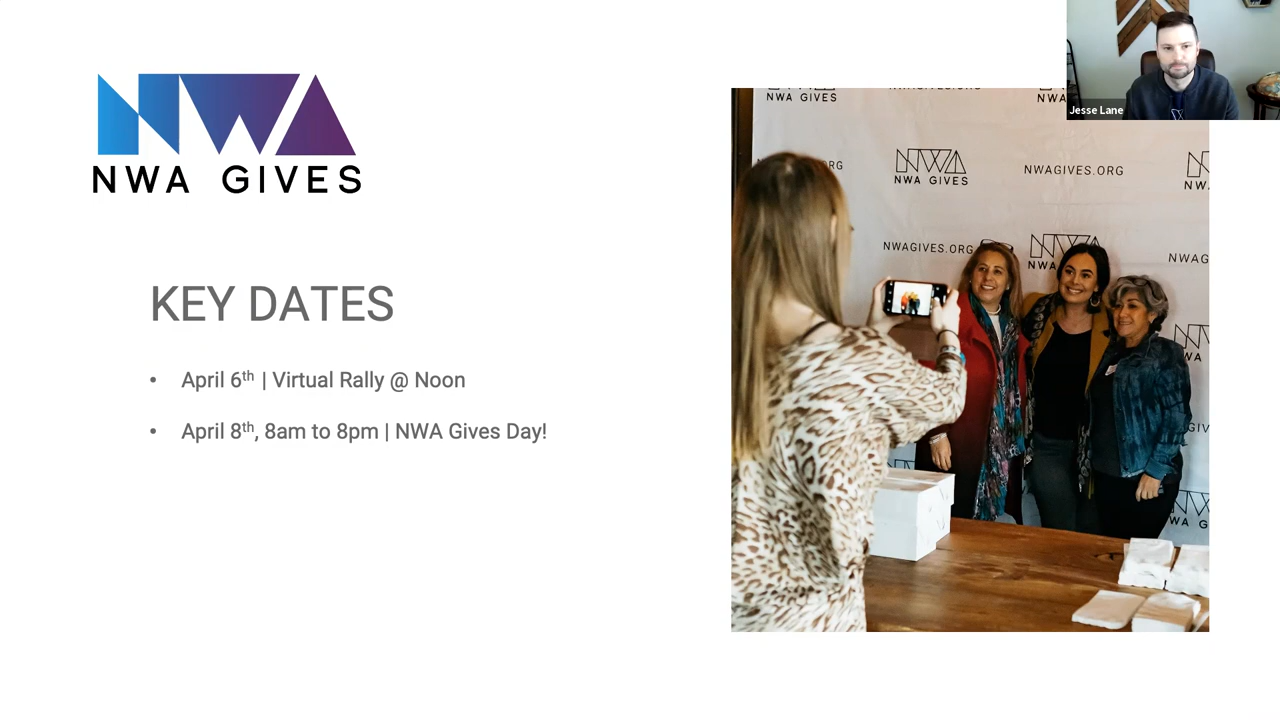 NWA
NWA GIVES
KEY DATES
• April 6th | Virtual Rally @ Noon
• April 8th, 8am to 8pm | NWA Gives Day!
Jesse Lane
NWA GIVES
NWA
NWA
NWA GIVES
NWAGIVES.ORG
NWAGIVES.ORG
NWA
NWA